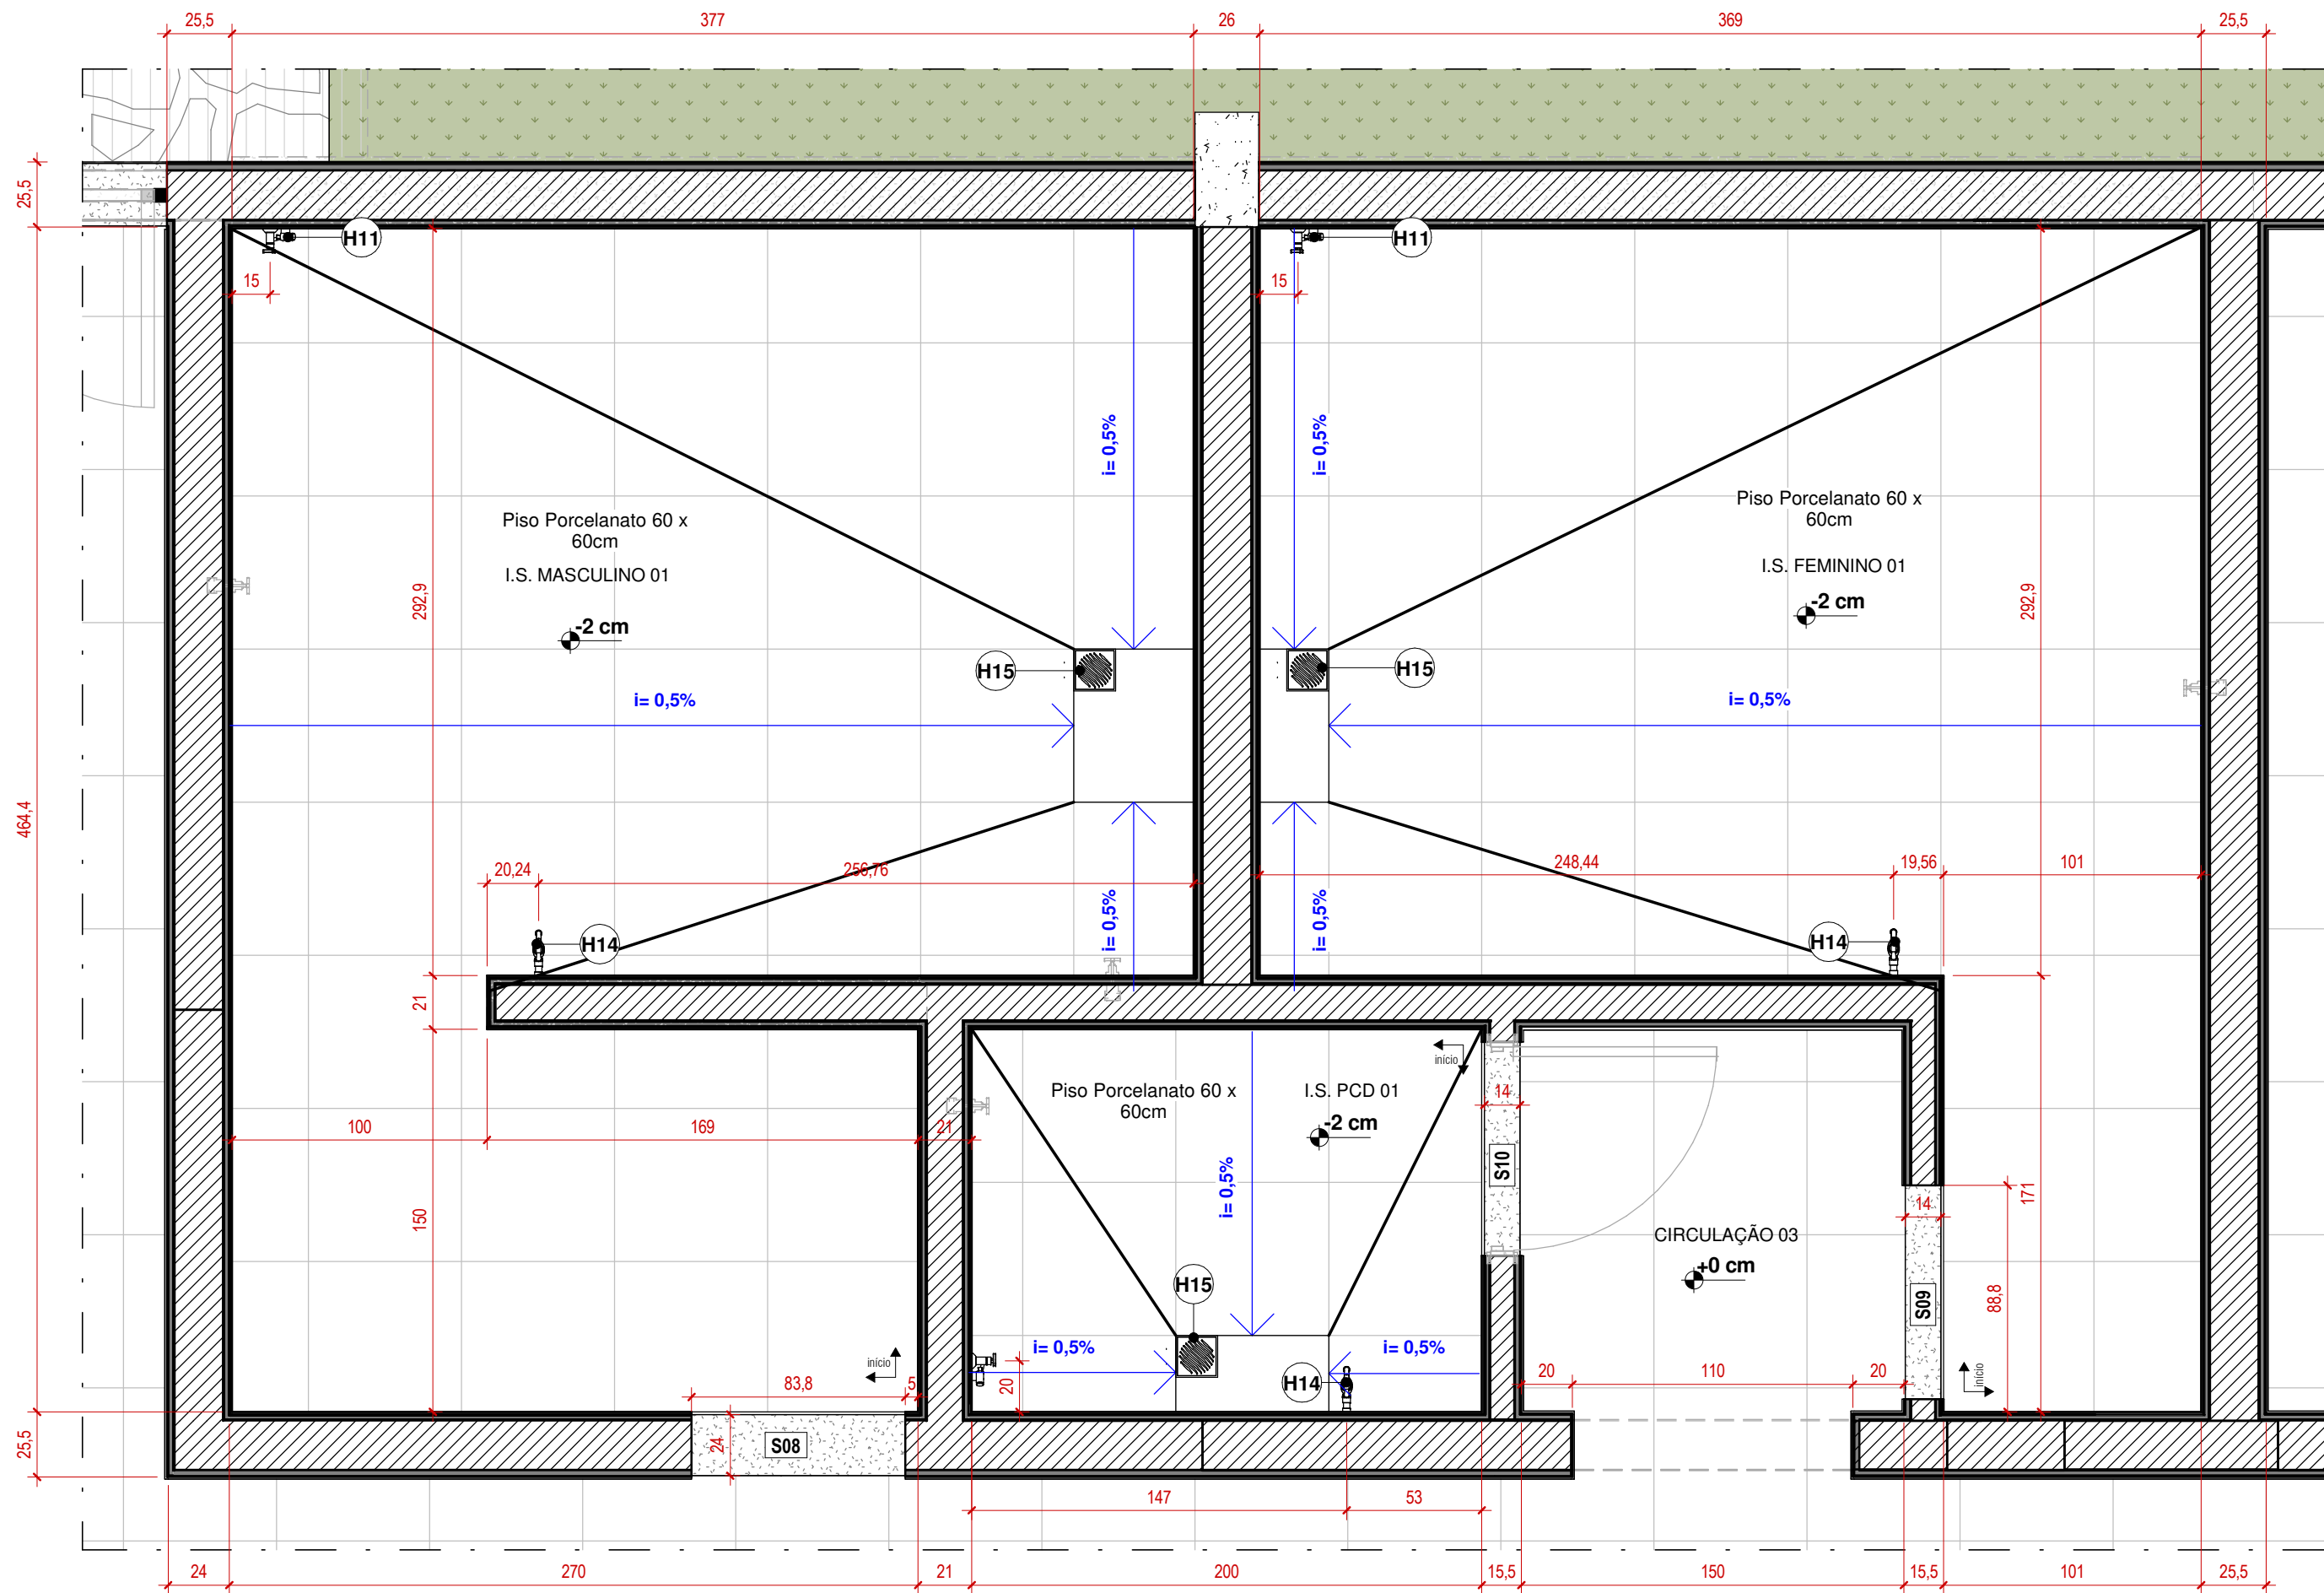 25,5
377
26
369
25,5
25,5
H11
H11
15
15
i= 0,5%
i= 0,5%
Piso Porcelanato 60 x
60cm
I.S. MASCULINO 01
-2 cm
Piso Porcelanato 60 x
60cm
I.S. FEMININO 01
-2 cm
292,9
292,9
H15
H15
i= 0,5%
i= 0,5%
464,4
20,24
256,76
248,44
19,56
101
i= 0,5%
i= 0,5%
H14
H14
21
início
Piso Porcelanato 60 x
60cm
I.S. PCD 01
-2 cm
14
100
169
21
S10
i= 0,5%
150
171
14
CIRCULAÇÃO 03
+0 cm
88,8
S09
H15
i= 0,5%
i= 0,5%
início
início
83,8
5
20
H14
20
110
20
25,5
24
S08
147
53
24
270
21
200
15,5
150
15,5
101
25,5